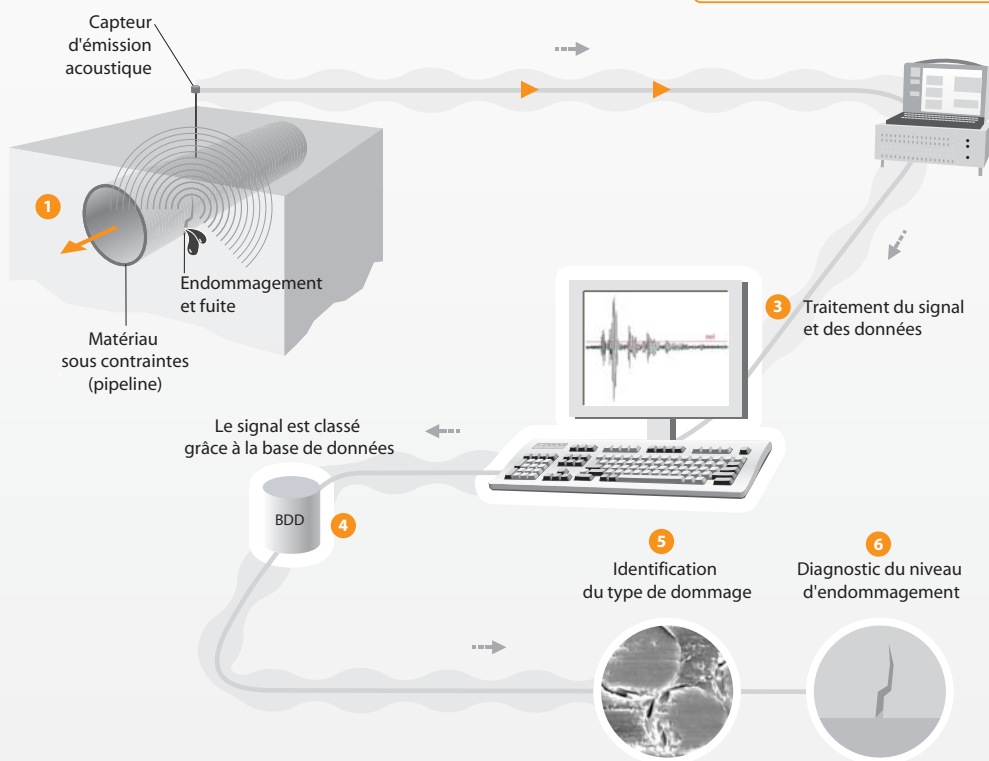 Capteur
d'émission
acoustique
1
Endommagement
et fuite
Matériau
sous contraintes
(pipeline)
3
Traitement du signal
et des données
Le signal est classé
grâce à la base de données
BDD
4
5
Identification
du type de dommage
6
Diagnostic du niveau
d'endommagement